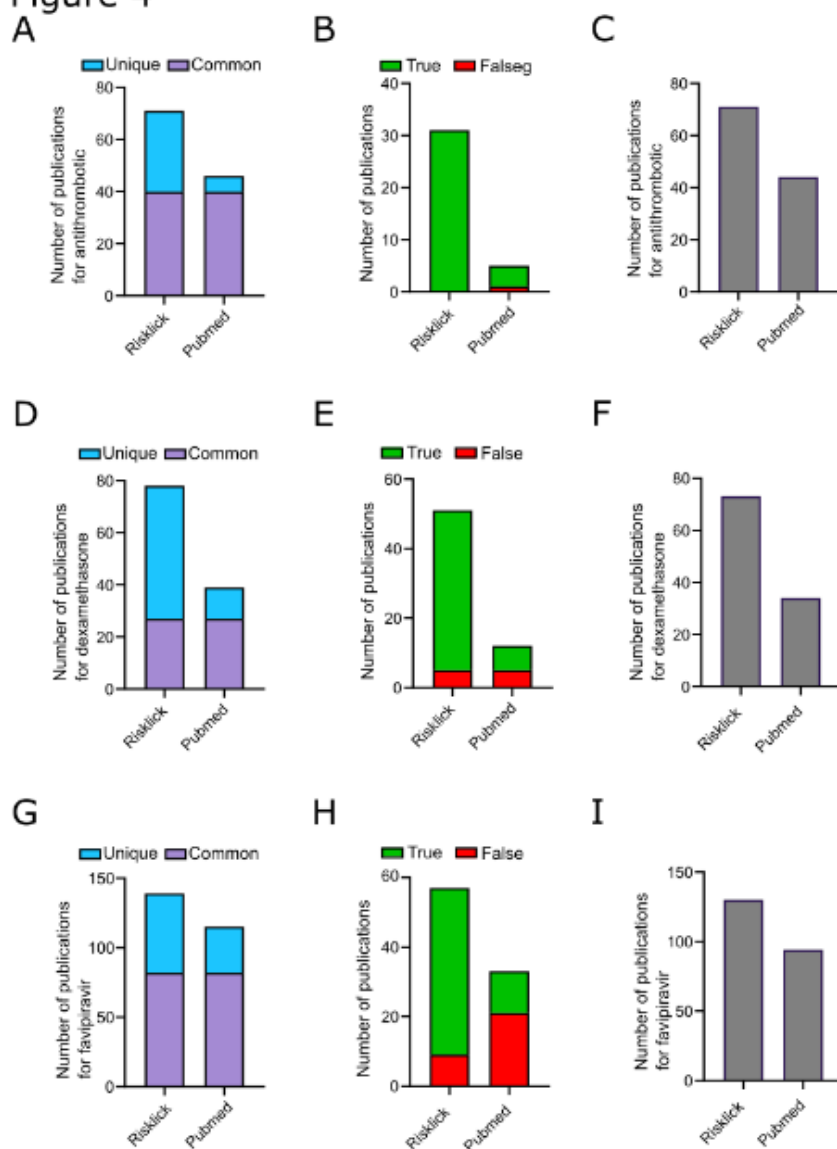 Figure 4
A
Unique Common
Number of publications
for antithrombotic
80
60
40
20
0
Risklick
Pubmed
B
True Falseg
Number of publications
40
30
20
10
0
Risklick
Pubmed
C
Number of publications
for antithrombotic
80
60
40
20
0
Risklick
Pubmed
D
Unique Common
Number of publications
for dexamethasone
80
60
40
20
0
Risklick
Pubmed
E
True False
Number of publications
60
40
20
0
Risklick
Pubmed
F
Number of publications
for dexamethasone
80
60
40
20
0
Risklick
Pubmed
G
Unique Common
Number of publications
for favipiravir
150
100
50
0
Risklick
Pubmed
H
True False
Number of publications
60
40
20
0
Risklick
Pubmed
I
Number of publications
for favipiravir
150
100
50
0
Risklick
Pubmed